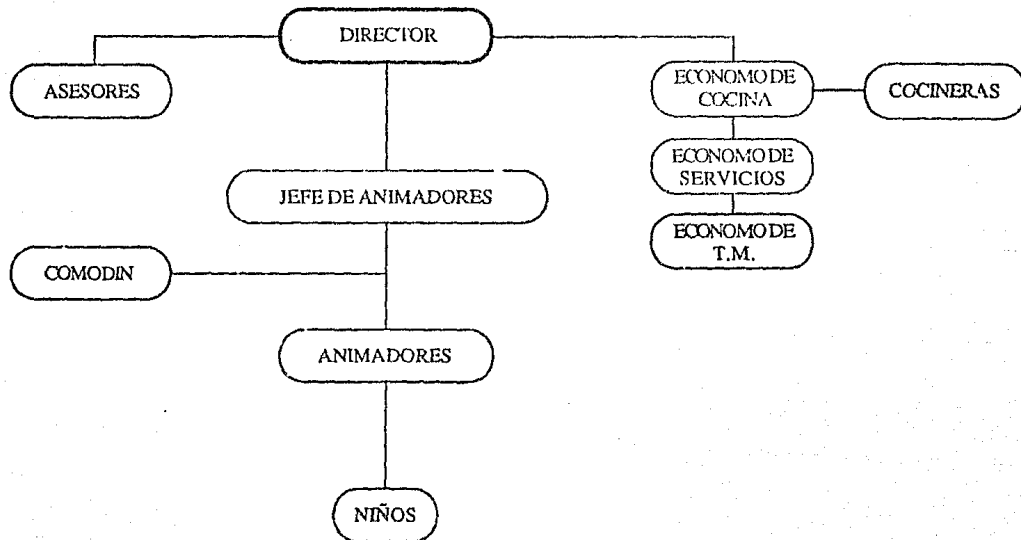 DIRECTOR
ASESORES
ECONOMO DE
COCINA
COCINERAS
ECONOMO DE
SERVICIOS
JEFE DE ANIMADORES
ECONOMO DE
T.M.
COMODIN
ANIMADORES
NIÑOS